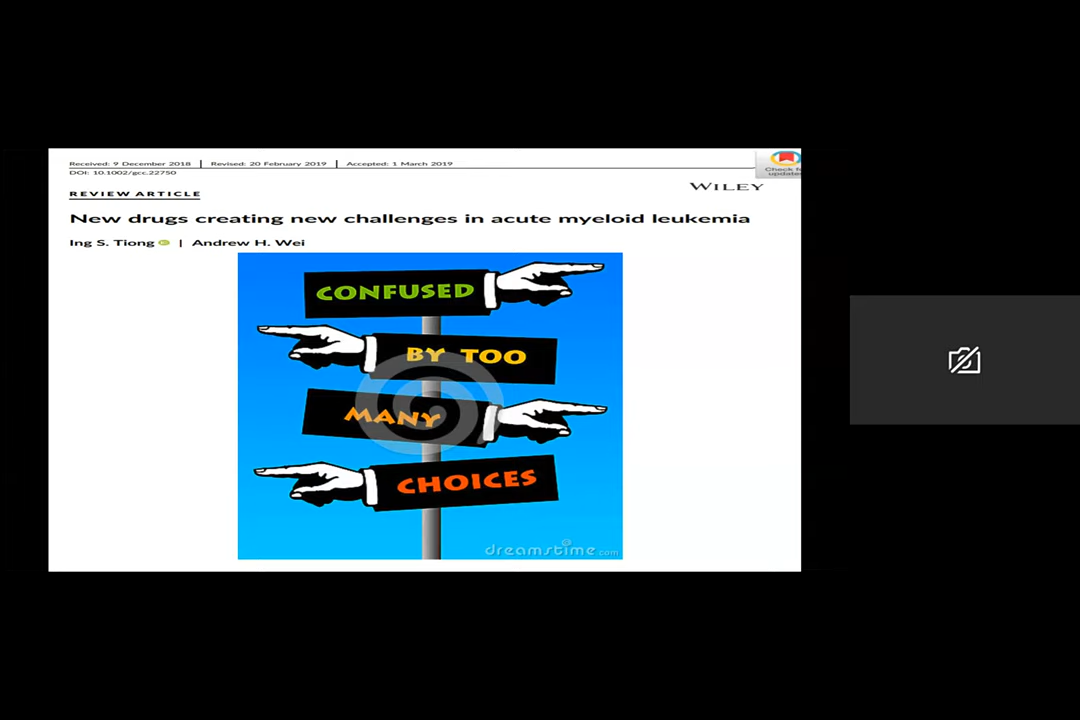 Received: 9 December 2018 | Revised: 20 February 2019 | Accepted: 1 March 2019
DOI: 10.1002/gcc.22750
Check f
updates
REVIEW ARTICLE
WILEY
New drugs creating new challenges in acute myeloid leukemia
Ing S. Tiong | Andrew H. Wei
CONFUSED
BY TOO
MANY
CHOICES
dreamstime.com